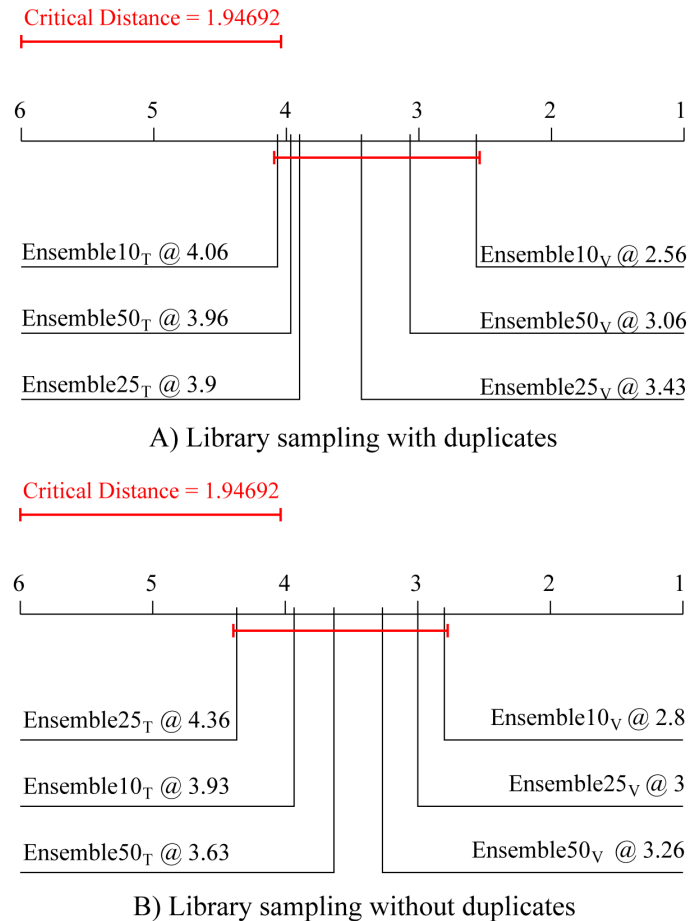 Critical Distance = 1.94692
6 5 4 3 2 1
Ensemble10T @ 4.06 Ensemble10V @ 2.56
Ensemble50T @ 3.96 Ensemble50V @ 3.06
Ensemble25T @ 3.9 Ensemble25V @ 3.43
A) Library sampling with duplicates
Critical Distance = 1.94692
6 5 4 3 2 1
Ensemble25T @ 4.36 Ensemble10V @ 2.8
Ensemble10T @ 3.93 Ensemble25V @ 3
Ensemble50T @ 3.63 Ensemble50V @ 3.26
B) Library sampling without duplicates